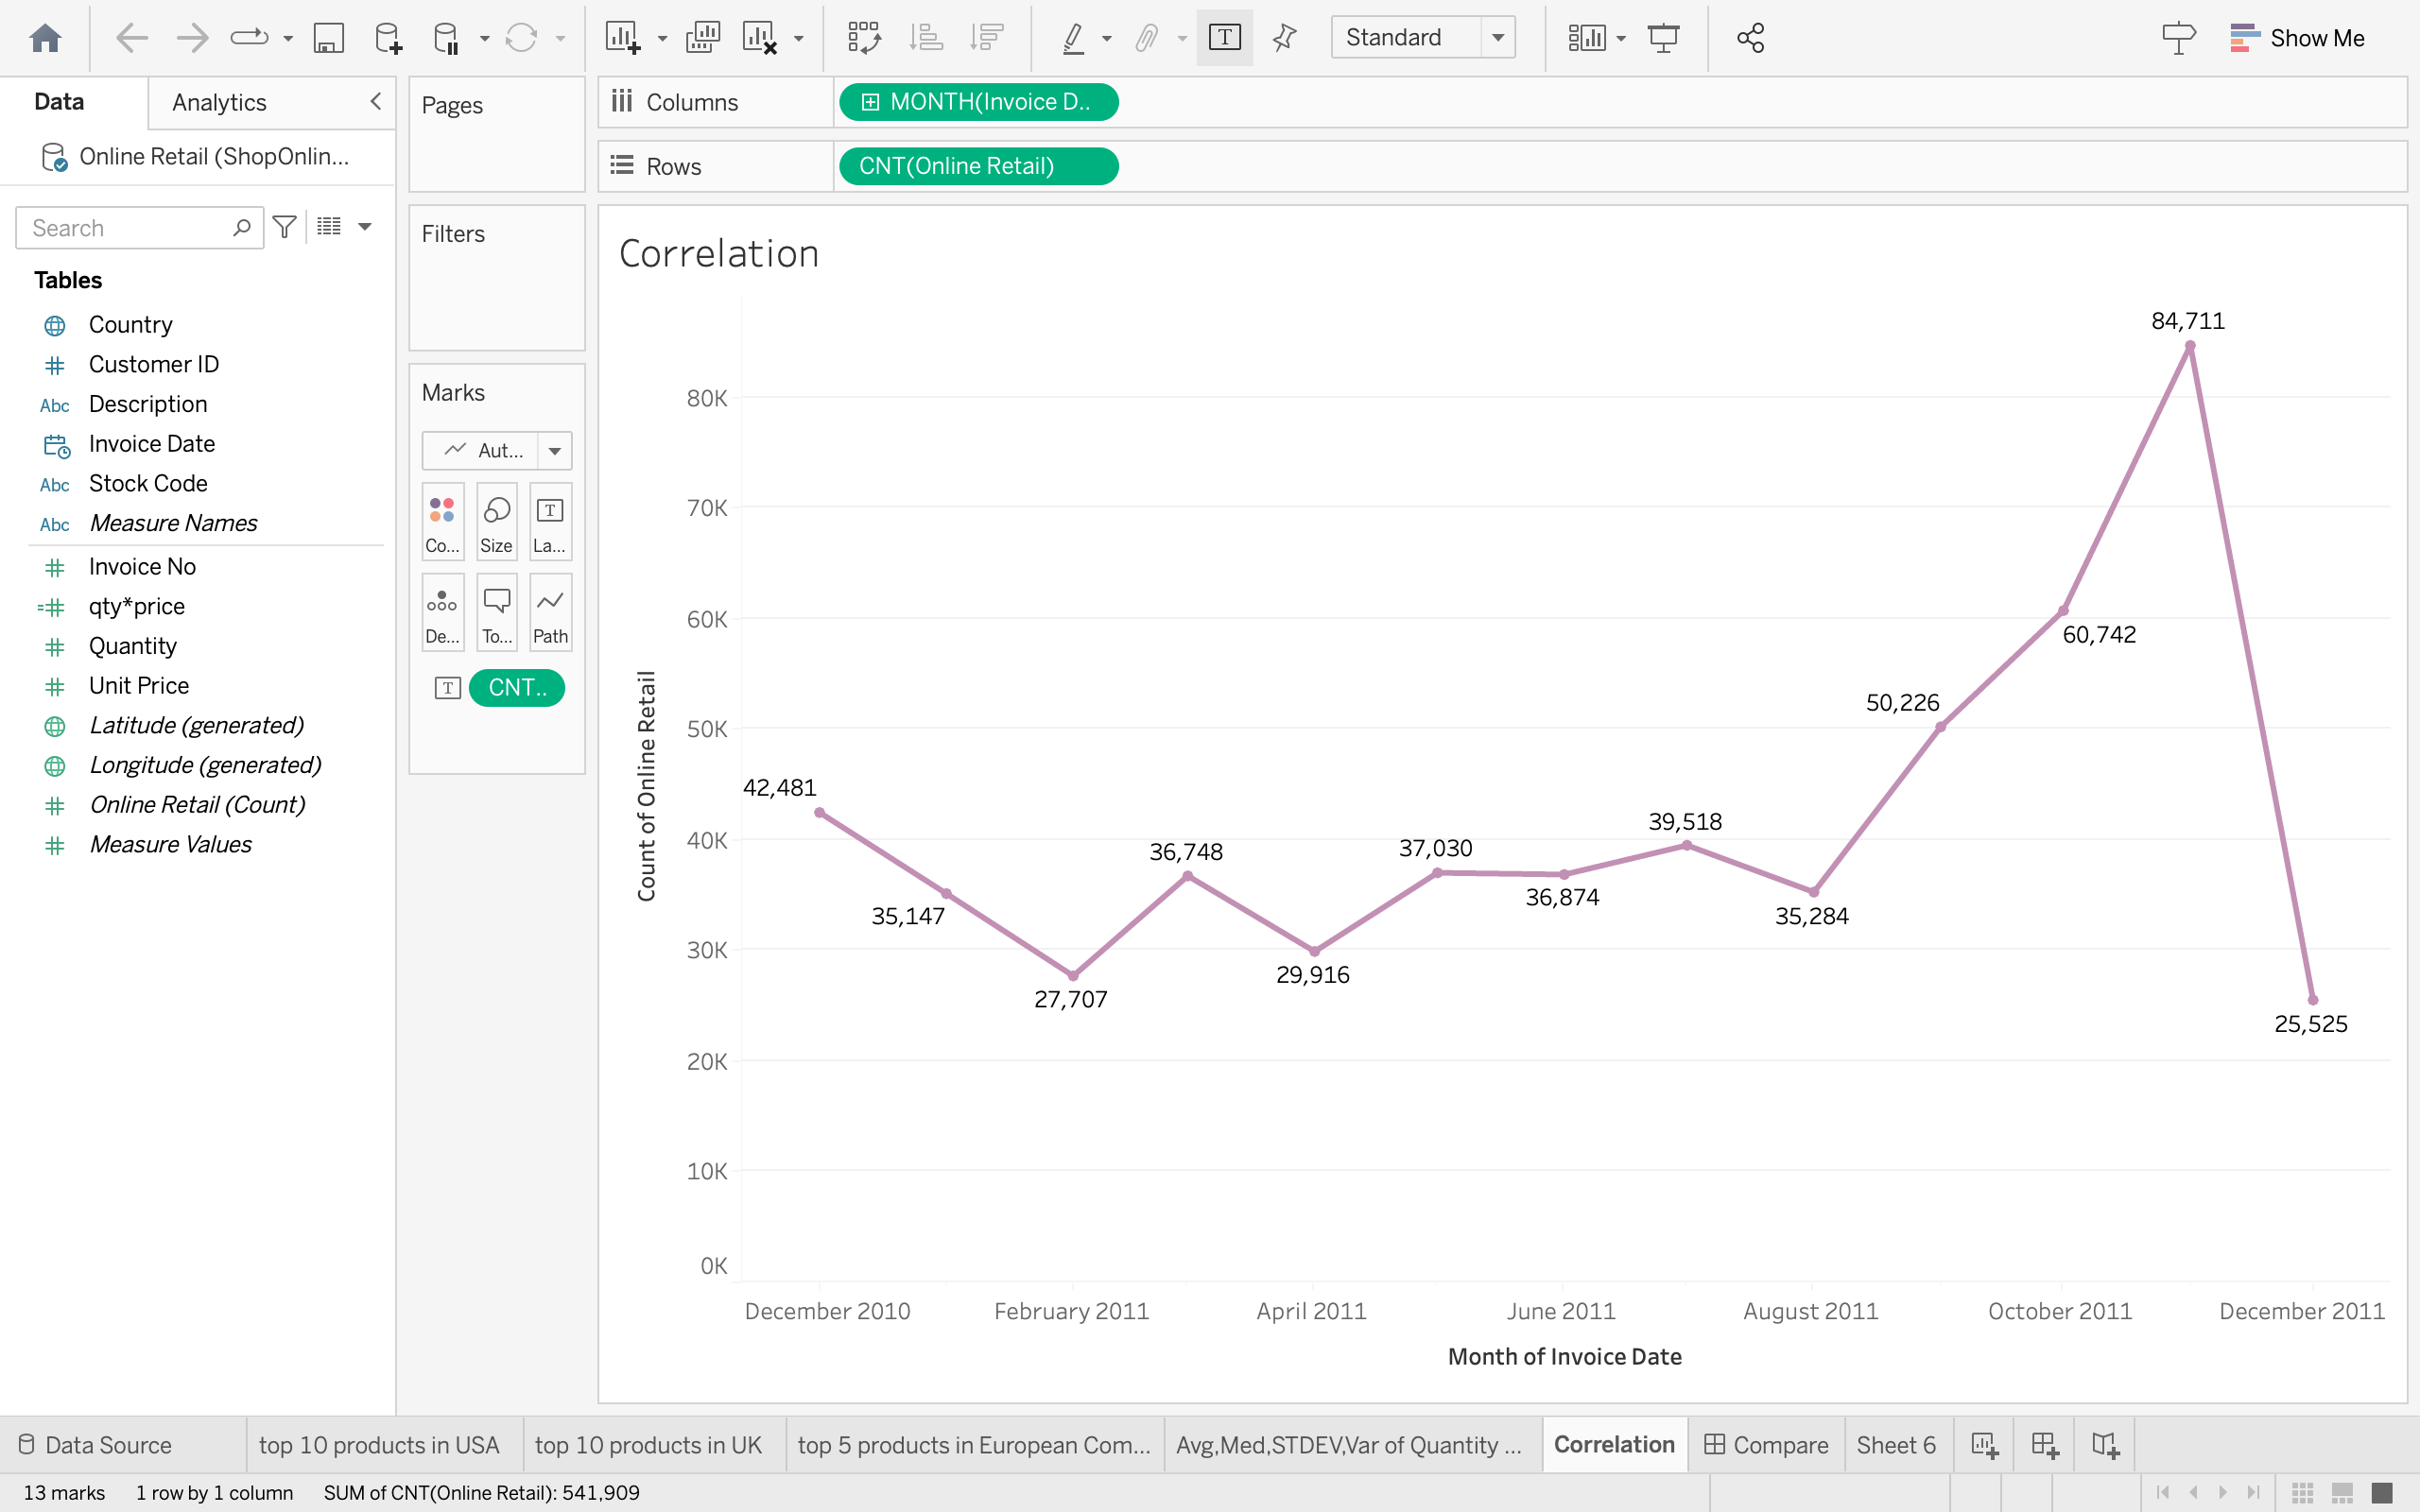 Standard
Show Me
Data
Analytics
Online Retail (ShopOnlin...
Search
Tables
Country
Customer ID
Abc Description
Invoice Date
Abc Stock Code
Abc Measure Names
Invoice No
qty*price
Quantity
Unit Price
Latitude (generated)
Longitude (generated)
Online Retail (Count)
Measure Values
Pages
Filters
Marks
Aut...
Co... Size La...
De... To... Path
CNT..
Columns MONTH(Invoice D..
Rows CNT(Online Retail)
Correlation
84,711
80K
70K
60K
60,742
50,226
50K
42,481
40K
39,518
37,030
36,748
36,874
35,147
35,284
30K
29,916
27,707
25,525
20K
10K
0K
Count of Online Retail
December 2010 February 2011 April 2011 June 2011 August 2011 October 2011 December 2011
Month of Invoice Date
Data Source top 10 products in USA top 10 products in UK top 5 products in European Com... Avg,Med,STDEV,Var of Quantity ... Correlation Compare Sheet 6
13 marks 1 row by 1 column SUM of CNT(Online Retail): 541,909